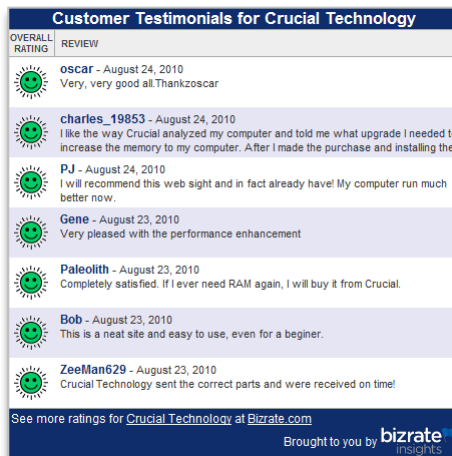 Customer Testimonials for Crucial Technology
OVERALL
RATING
REVIEW
oscar - August 24, 2010
Very, very good all.Thankzoscar
charles_19853 - August 24, 2010
I like the way Crucial analyzed my computer and told me what upgrade I needed t
increase the memory to my computer. After I made the purchase and installing the
PJ - August 24, 2010
I will recommend this web sight and in fact already have! My computer run much
better now.
Gene - August 23, 2010
Very pleased with the performance enhancement
Paleolith - August 23, 2010
Completely satisfied. If I ever need RAM again, I will buy it from Crucial.
Bob - August 23, 2010
This is a neat site and easy to use, even for a beginer.
ZeeMan629 - August 23, 2010
Crucial Technology sent the correct parts and were received on time!
See more ratings for Crucial Technology at Bizrate.com
Brought to you by bizrate
insights